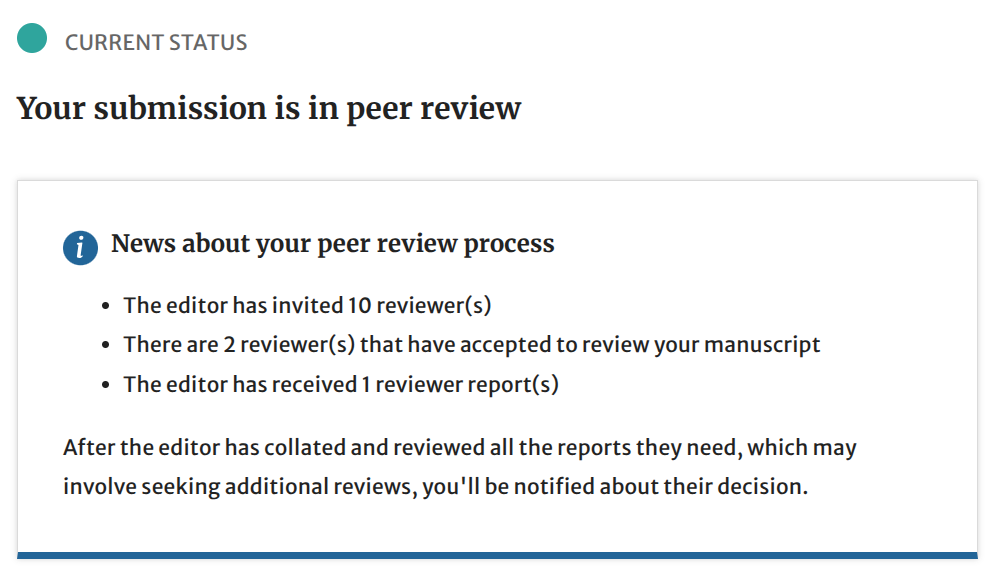 CURRENT STATUS
Your submission is in peer review
i News about your peer review process
• The editor has invited 10 reviewer(s)
• There are 2 reviewer(s) that have accepted to review your manuscript
• The editor has received 1 reviewer report(s)
After the editor has collated and reviewed all the reports they need, which may
involve seeking additional reviews, you'll be notified about their decision.